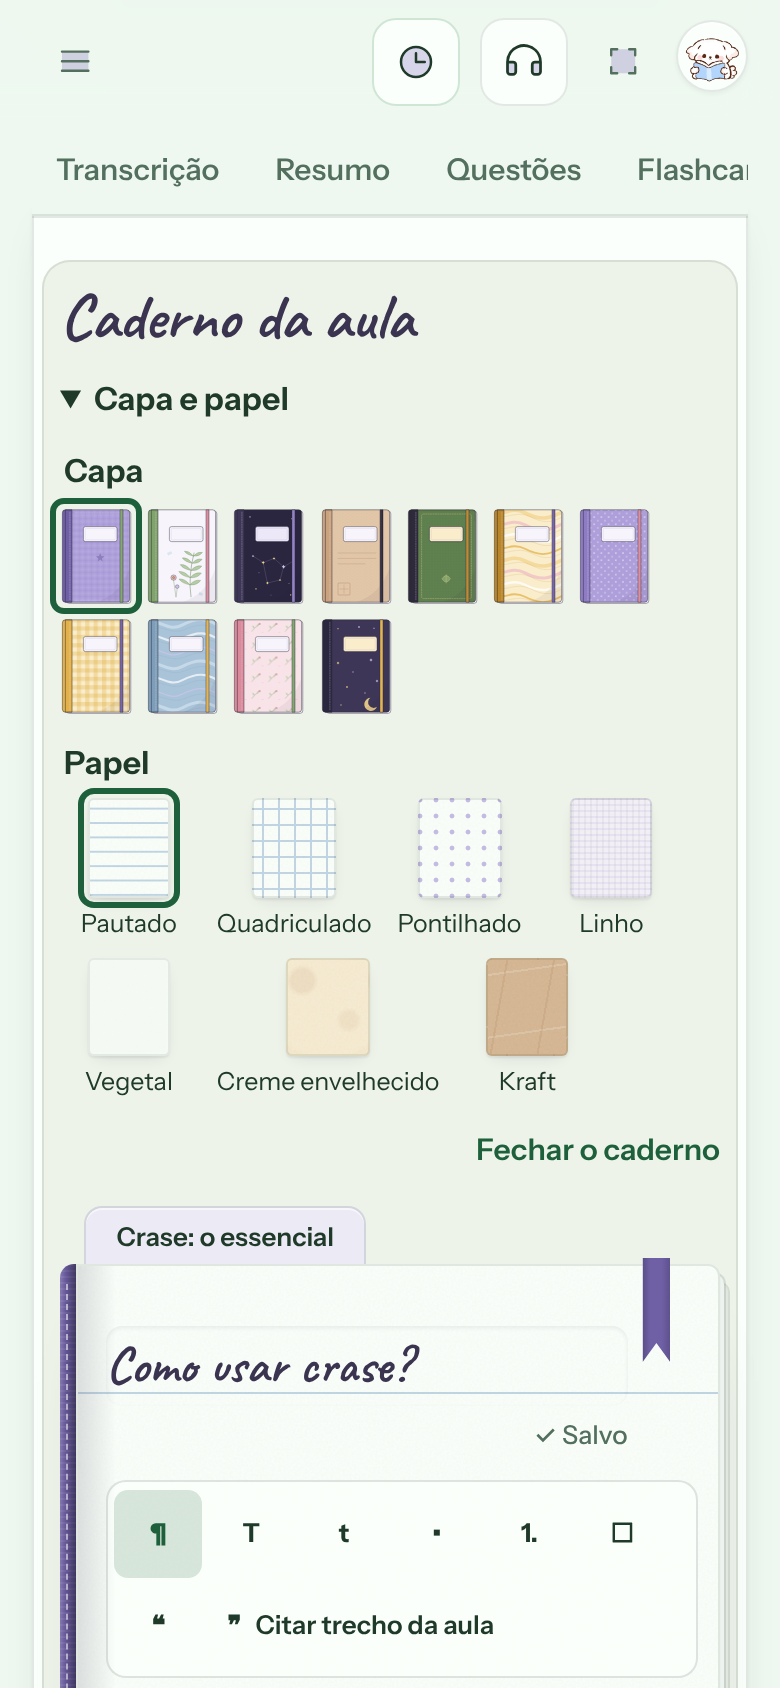 Transcrição Resumo Questões Flashcar
Caderno da aula
▼ Capa e papel
Capa
Papel
Pautado Quadriculado Pontilhado Linho
Vegetal Creme envelhecido Kraft
Fechar o caderno
Crase: o essencial
Como usar crase?
✓ Salvo
¶ T t ▪ 1. ☐
❝ ❞ Citar trecho da aula